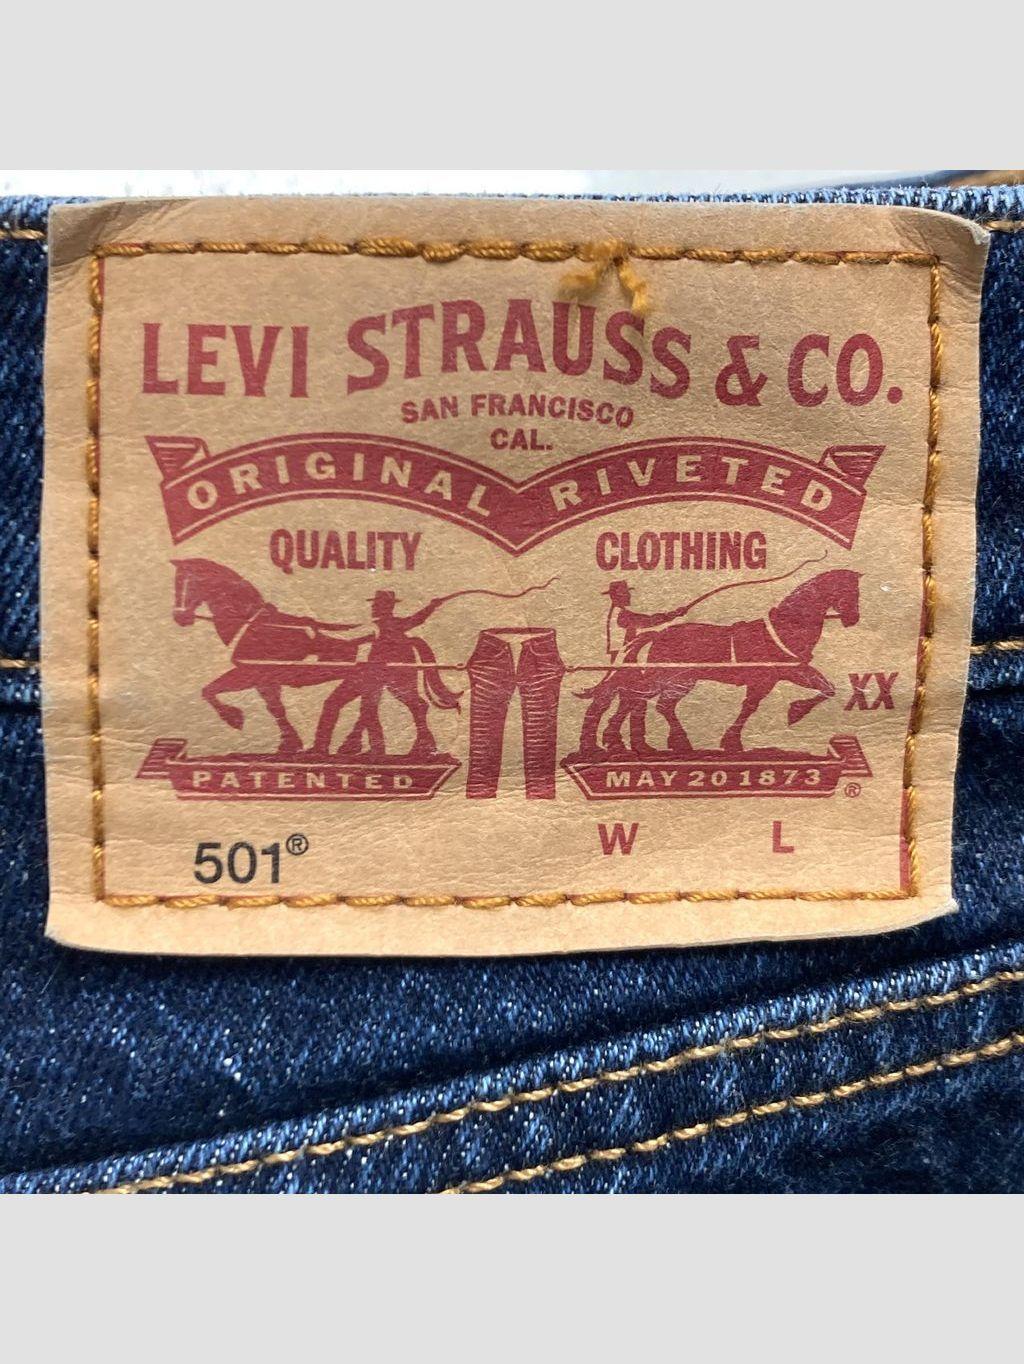 LEVI STRAUSS & CO.
SAN FRANCISCO
CAL.
ORIGINAL RIVETED
QUALITY CLOTHING
XX
PATENTED MAY 20 1873 ®
501® W L